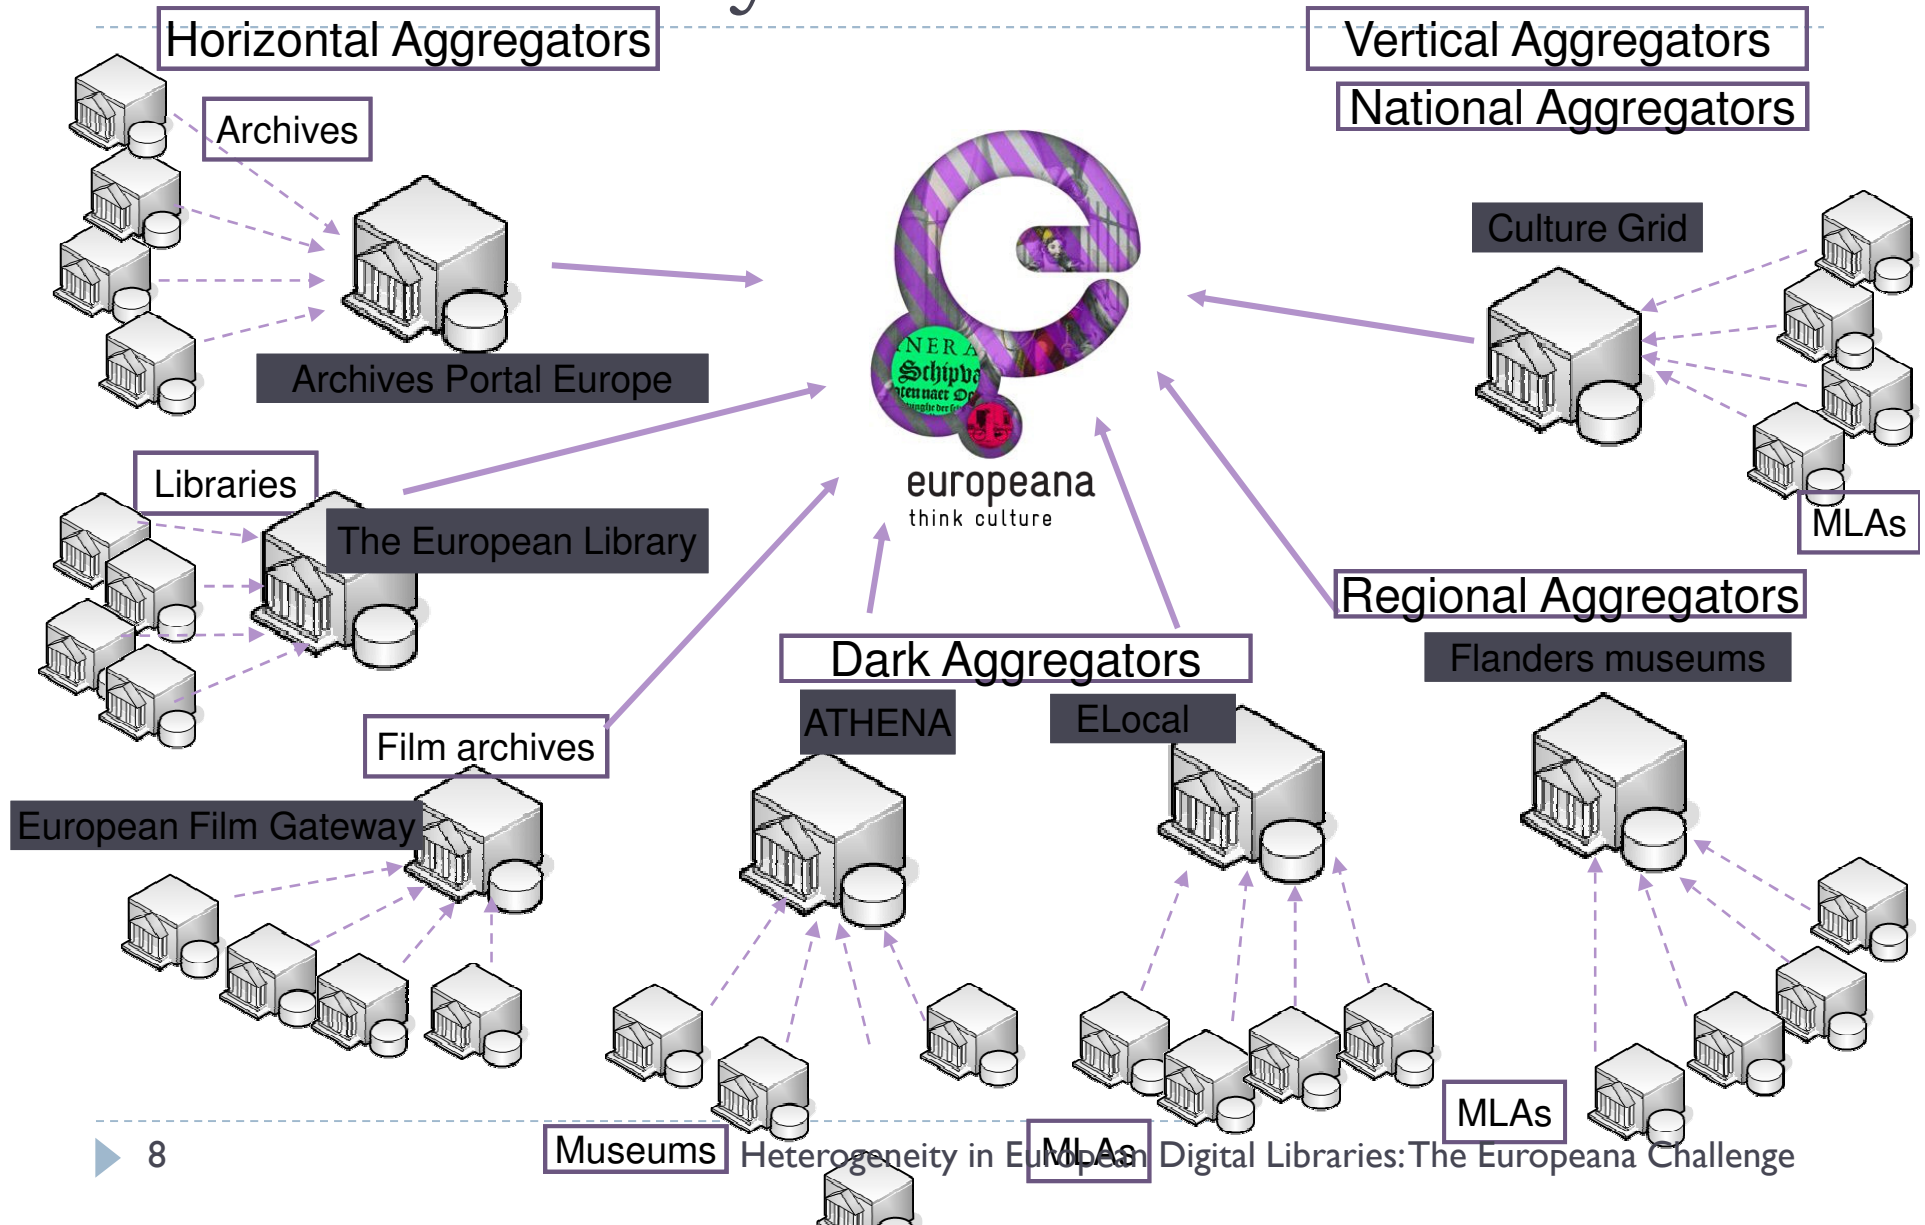 Horizontal Aggregators
Vertical Aggregators
National Aggregators
Archives
Culture Grid
Archives Portal Europe
NERA
Schipva
europeana
think culture
Libraries
The European Library
MLAs
Regional Aggregators
Flanders museums
Dark Aggregators
ATHENA
ELocal
Film archives
European Film Gateway
MLAs
Museums
MLAs
8
Heterogeneity in European Digital Libraries: The Europeana Challenge